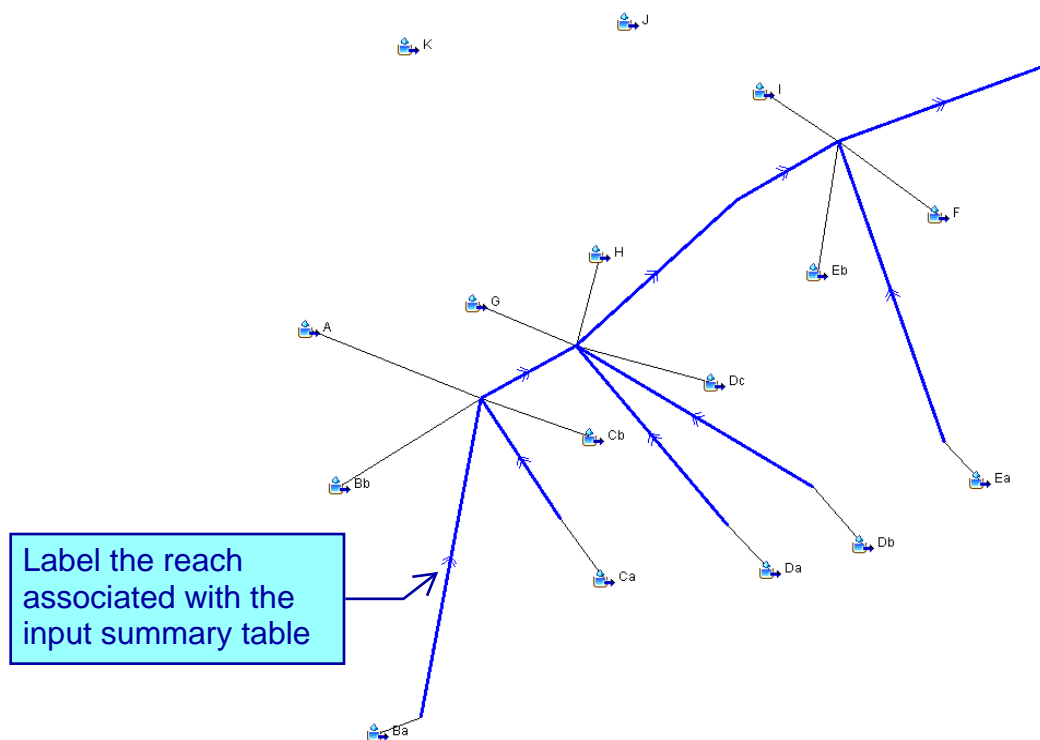 J
K
I
F
H
Eb
G
A
Dc
Cb
Bb
Ea
Db
Label the reach
associated with the
input summary table
Ca
Da
Ba